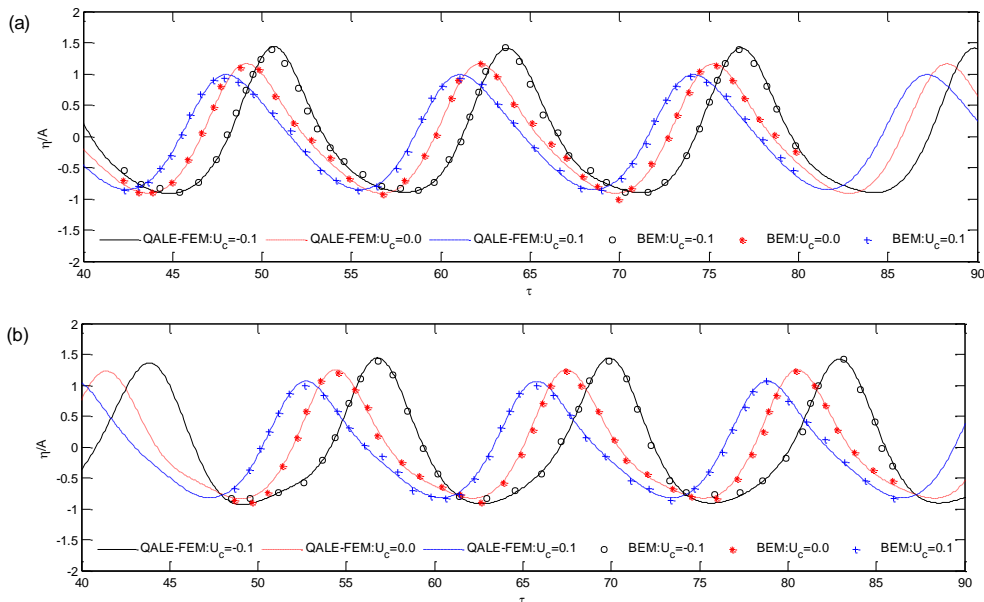 (a)
η/A
2
1.5
1
0.5
0
-0.5
-1
-1.5
-2
QALE-FEM:U_c=-0.1 QALE-FEM:U_c=0.0 QALE-FEM:U_c=0.1 BEM:U_c=-0.1 BEM:U_c=0.0 BEM:U_c=0.1
40 45 50 55 60 65 70 75 80 85 90
τ
(b)
η/A
2
1.5
1
0.5
0
-0.5
-1
-1.5
-2
QALE-FEM:U_c=-0.1 QALE-FEM:U_c=0.0 QALE-FEM:U_c=0.1 BEM:U_c=-0.1 BEM:U_c=0.0 BEM:U_c=0.1
40 45 50 55 60 65 70 75 80 85 90
τ